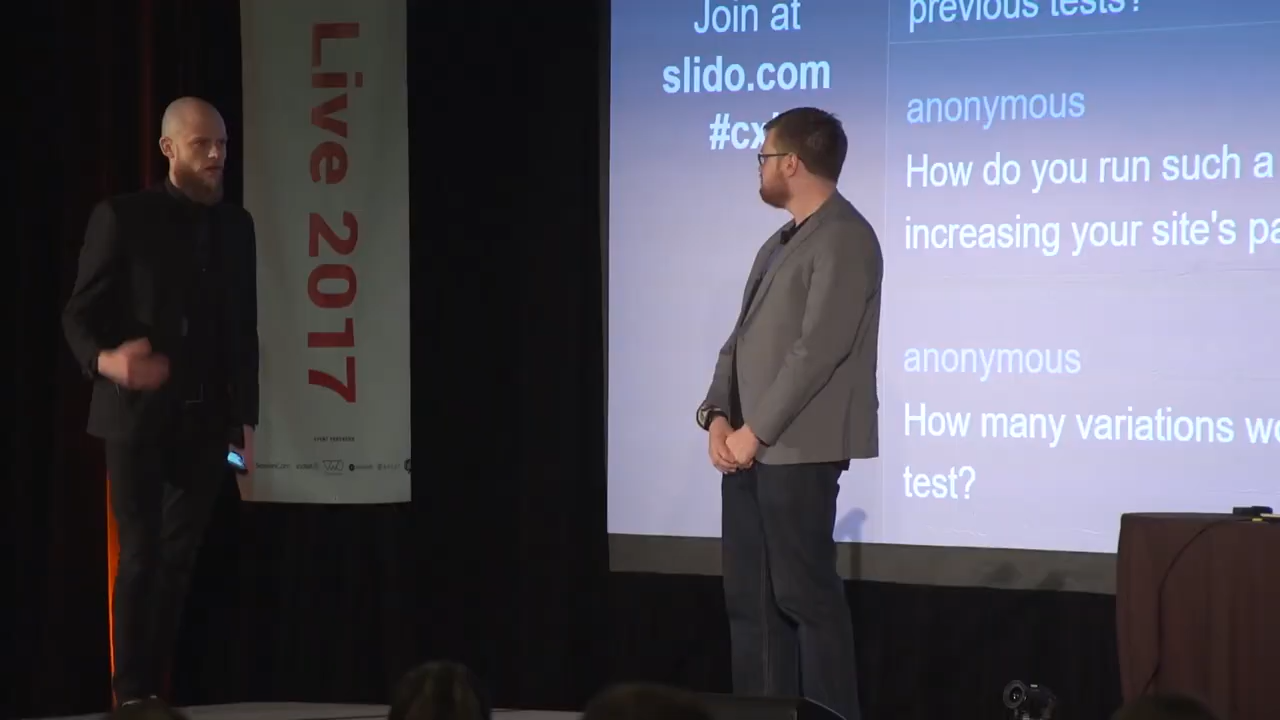 Live 2017
Join at
slido.com
#cx
previous tests?
anonymous
How do you run such a
increasing your site's pa
anonymous
How many variations wo
test?